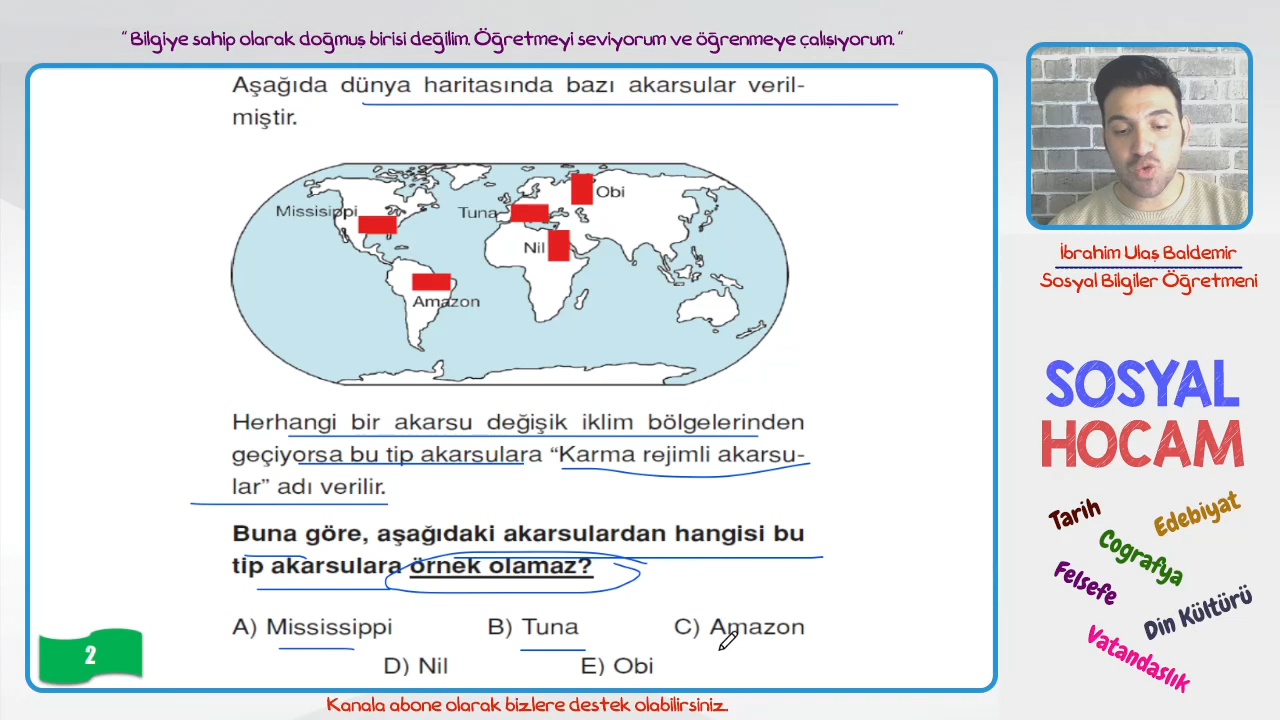 “ Bilgiye sahip olarak doğmuş birisi değilim. Öğretmeyi seviyorum ve öğrenmeye çalışıyorum. “
Aşağıda dünya haritasında bazı akarsular veril-
miştir.
Missisippi
Tuna
Obi
Nil
Amazon
Herhangi bir akarsu değişik iklim bölgelerinden
geçiyorsa bu tip akarsulara “Karma rejimli akarsu-
lar” adı verilir.
Buna göre, aşağıdaki akarsulardan hangisi bu
tip akarsulara örnek olamaz?
A) Mississippi B) Tuna C) Amazon
D) Nil E) Obi
2
Kanala abone olarak bizlere destek olabilirsiniz.
İbrahim Ulaş Baldemir
Sosyal Bilgiler Öğretmeni
SOSYAL
HOCAM
Tarih
Edebiyat
Coğrafya
Felsefe
Din Kültürü
Vatandaslık